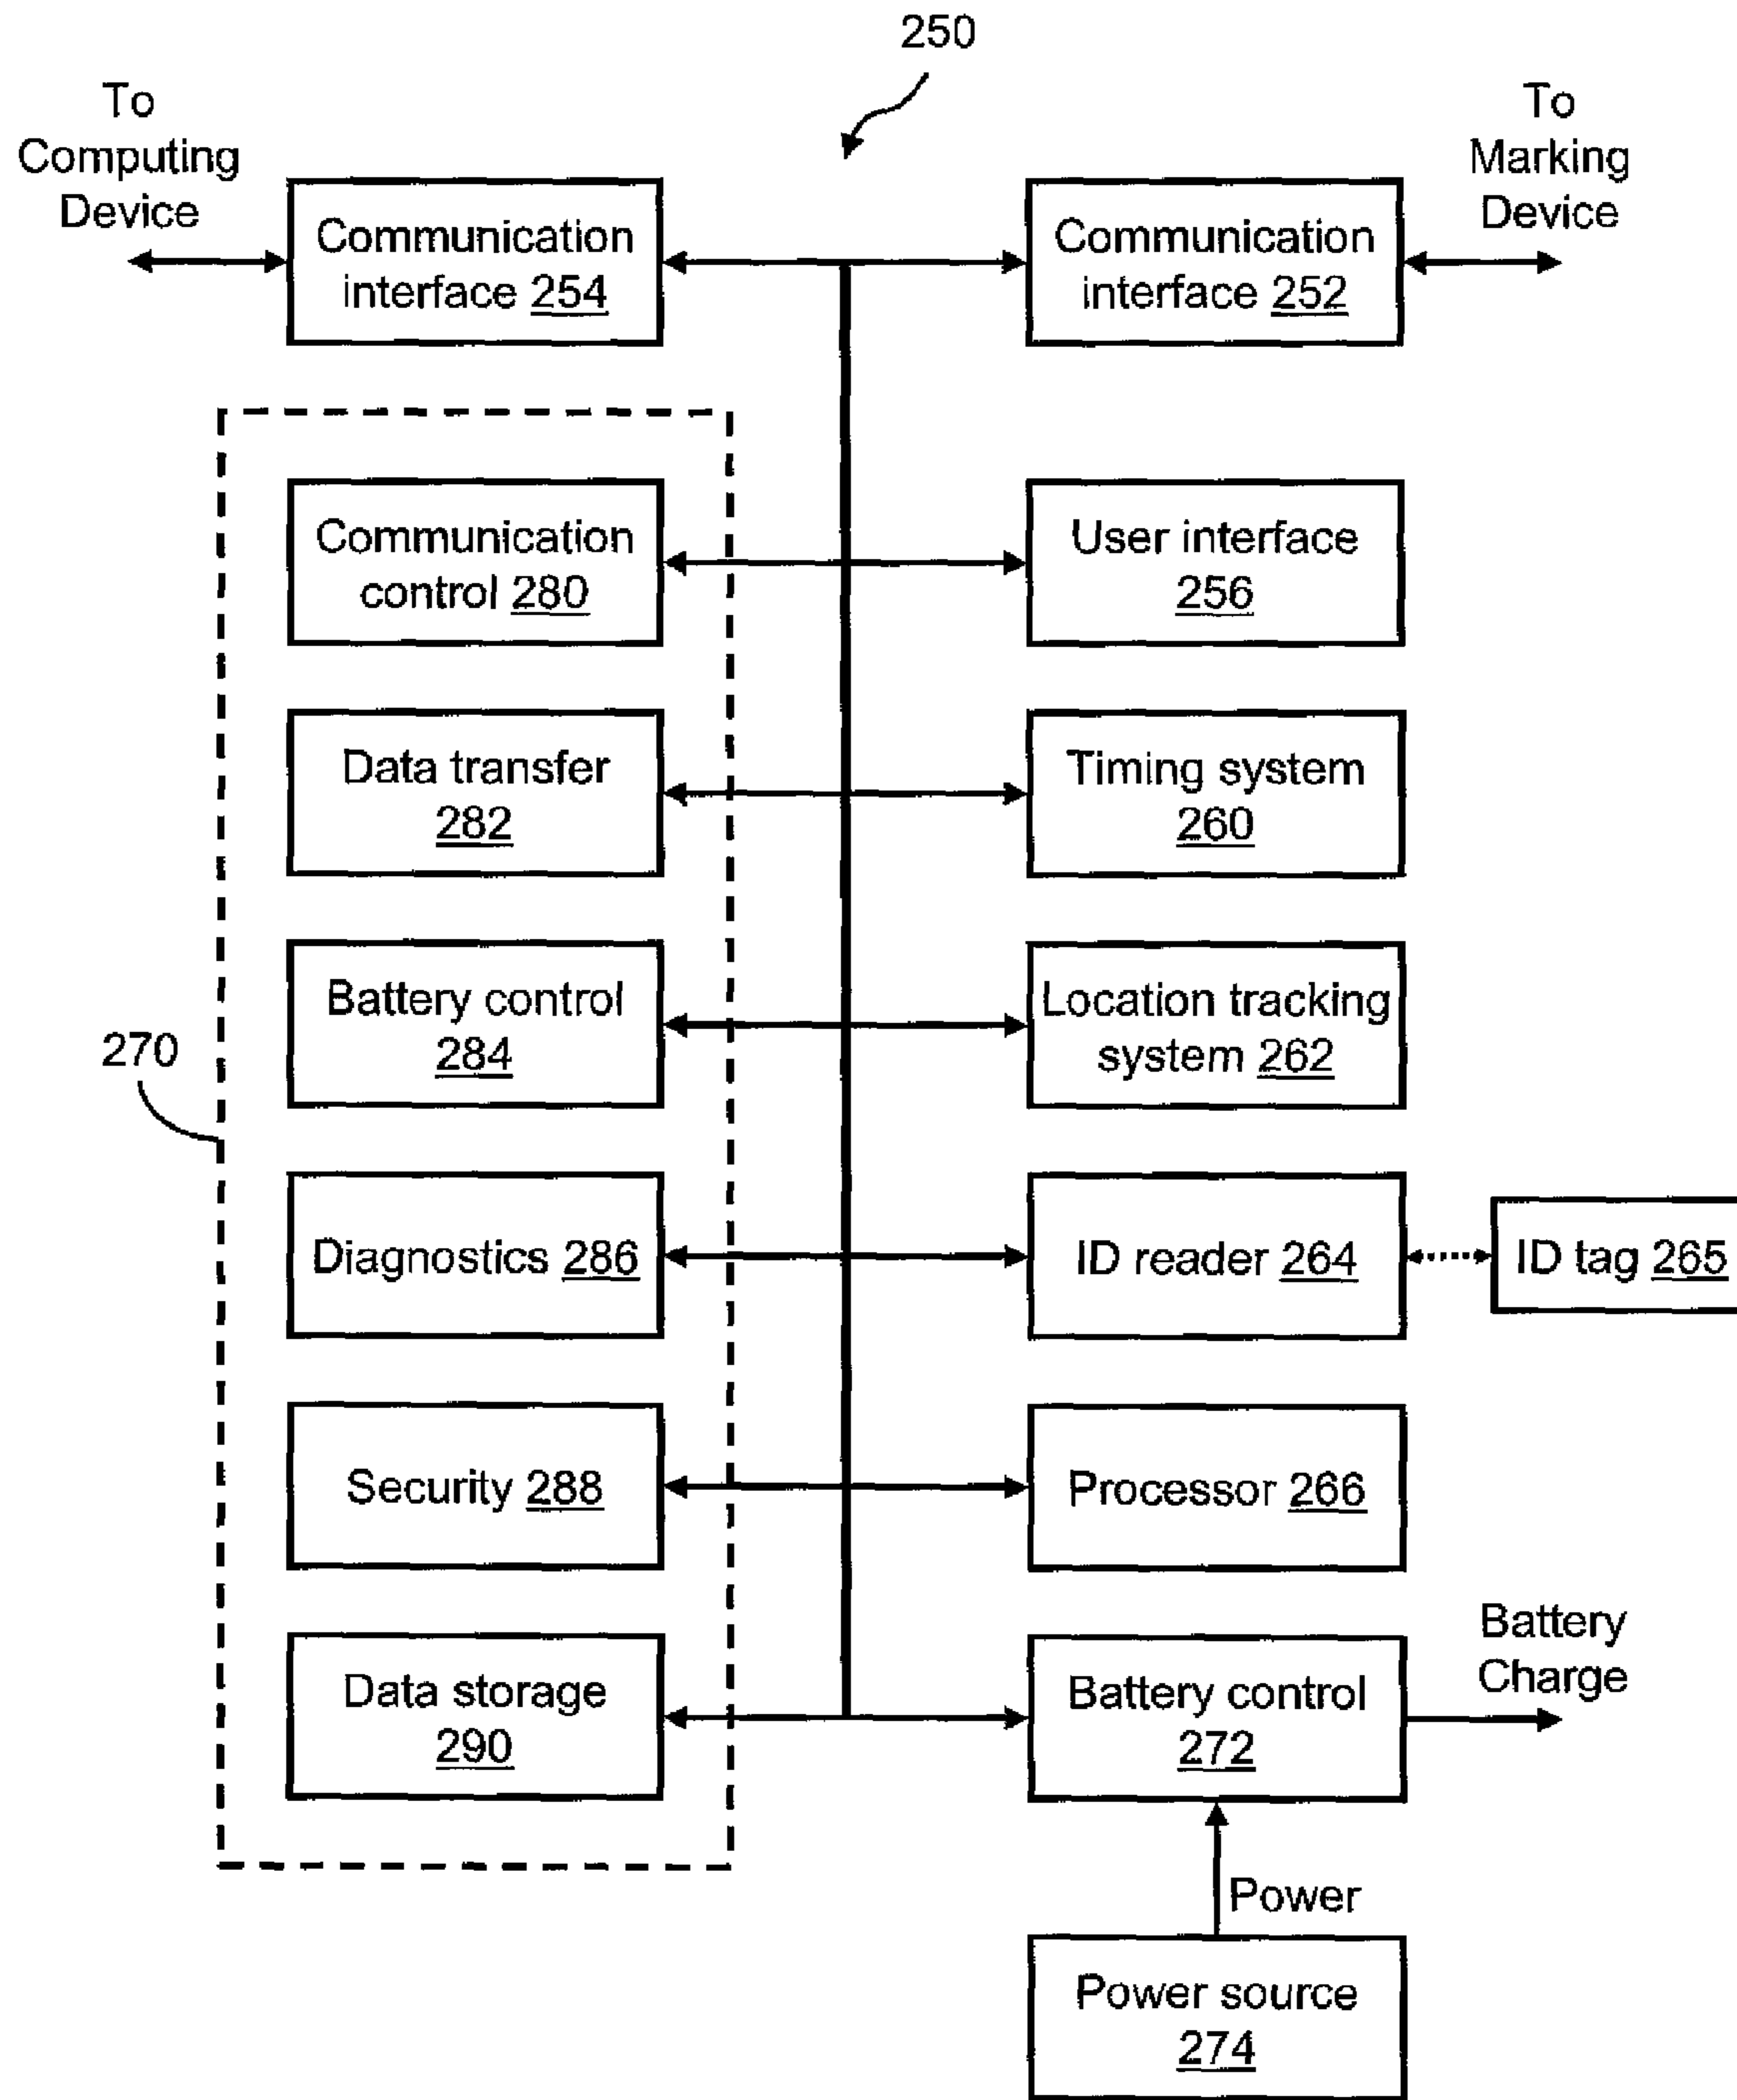 250
To
Computing
Device
To
Marking
Device
Communication
interface 254
Communication
interface 252
Communication
control 280
User interface
256
Data transfer
282
Timing system
260
Battery control
284
Location tracking
system 262
270
Diagnostics 286
ID reader 264
ID tag 265
Security 288
Processor 266
Data storage
290
Battery control
272
Battery
Charge
Power
Power source
274